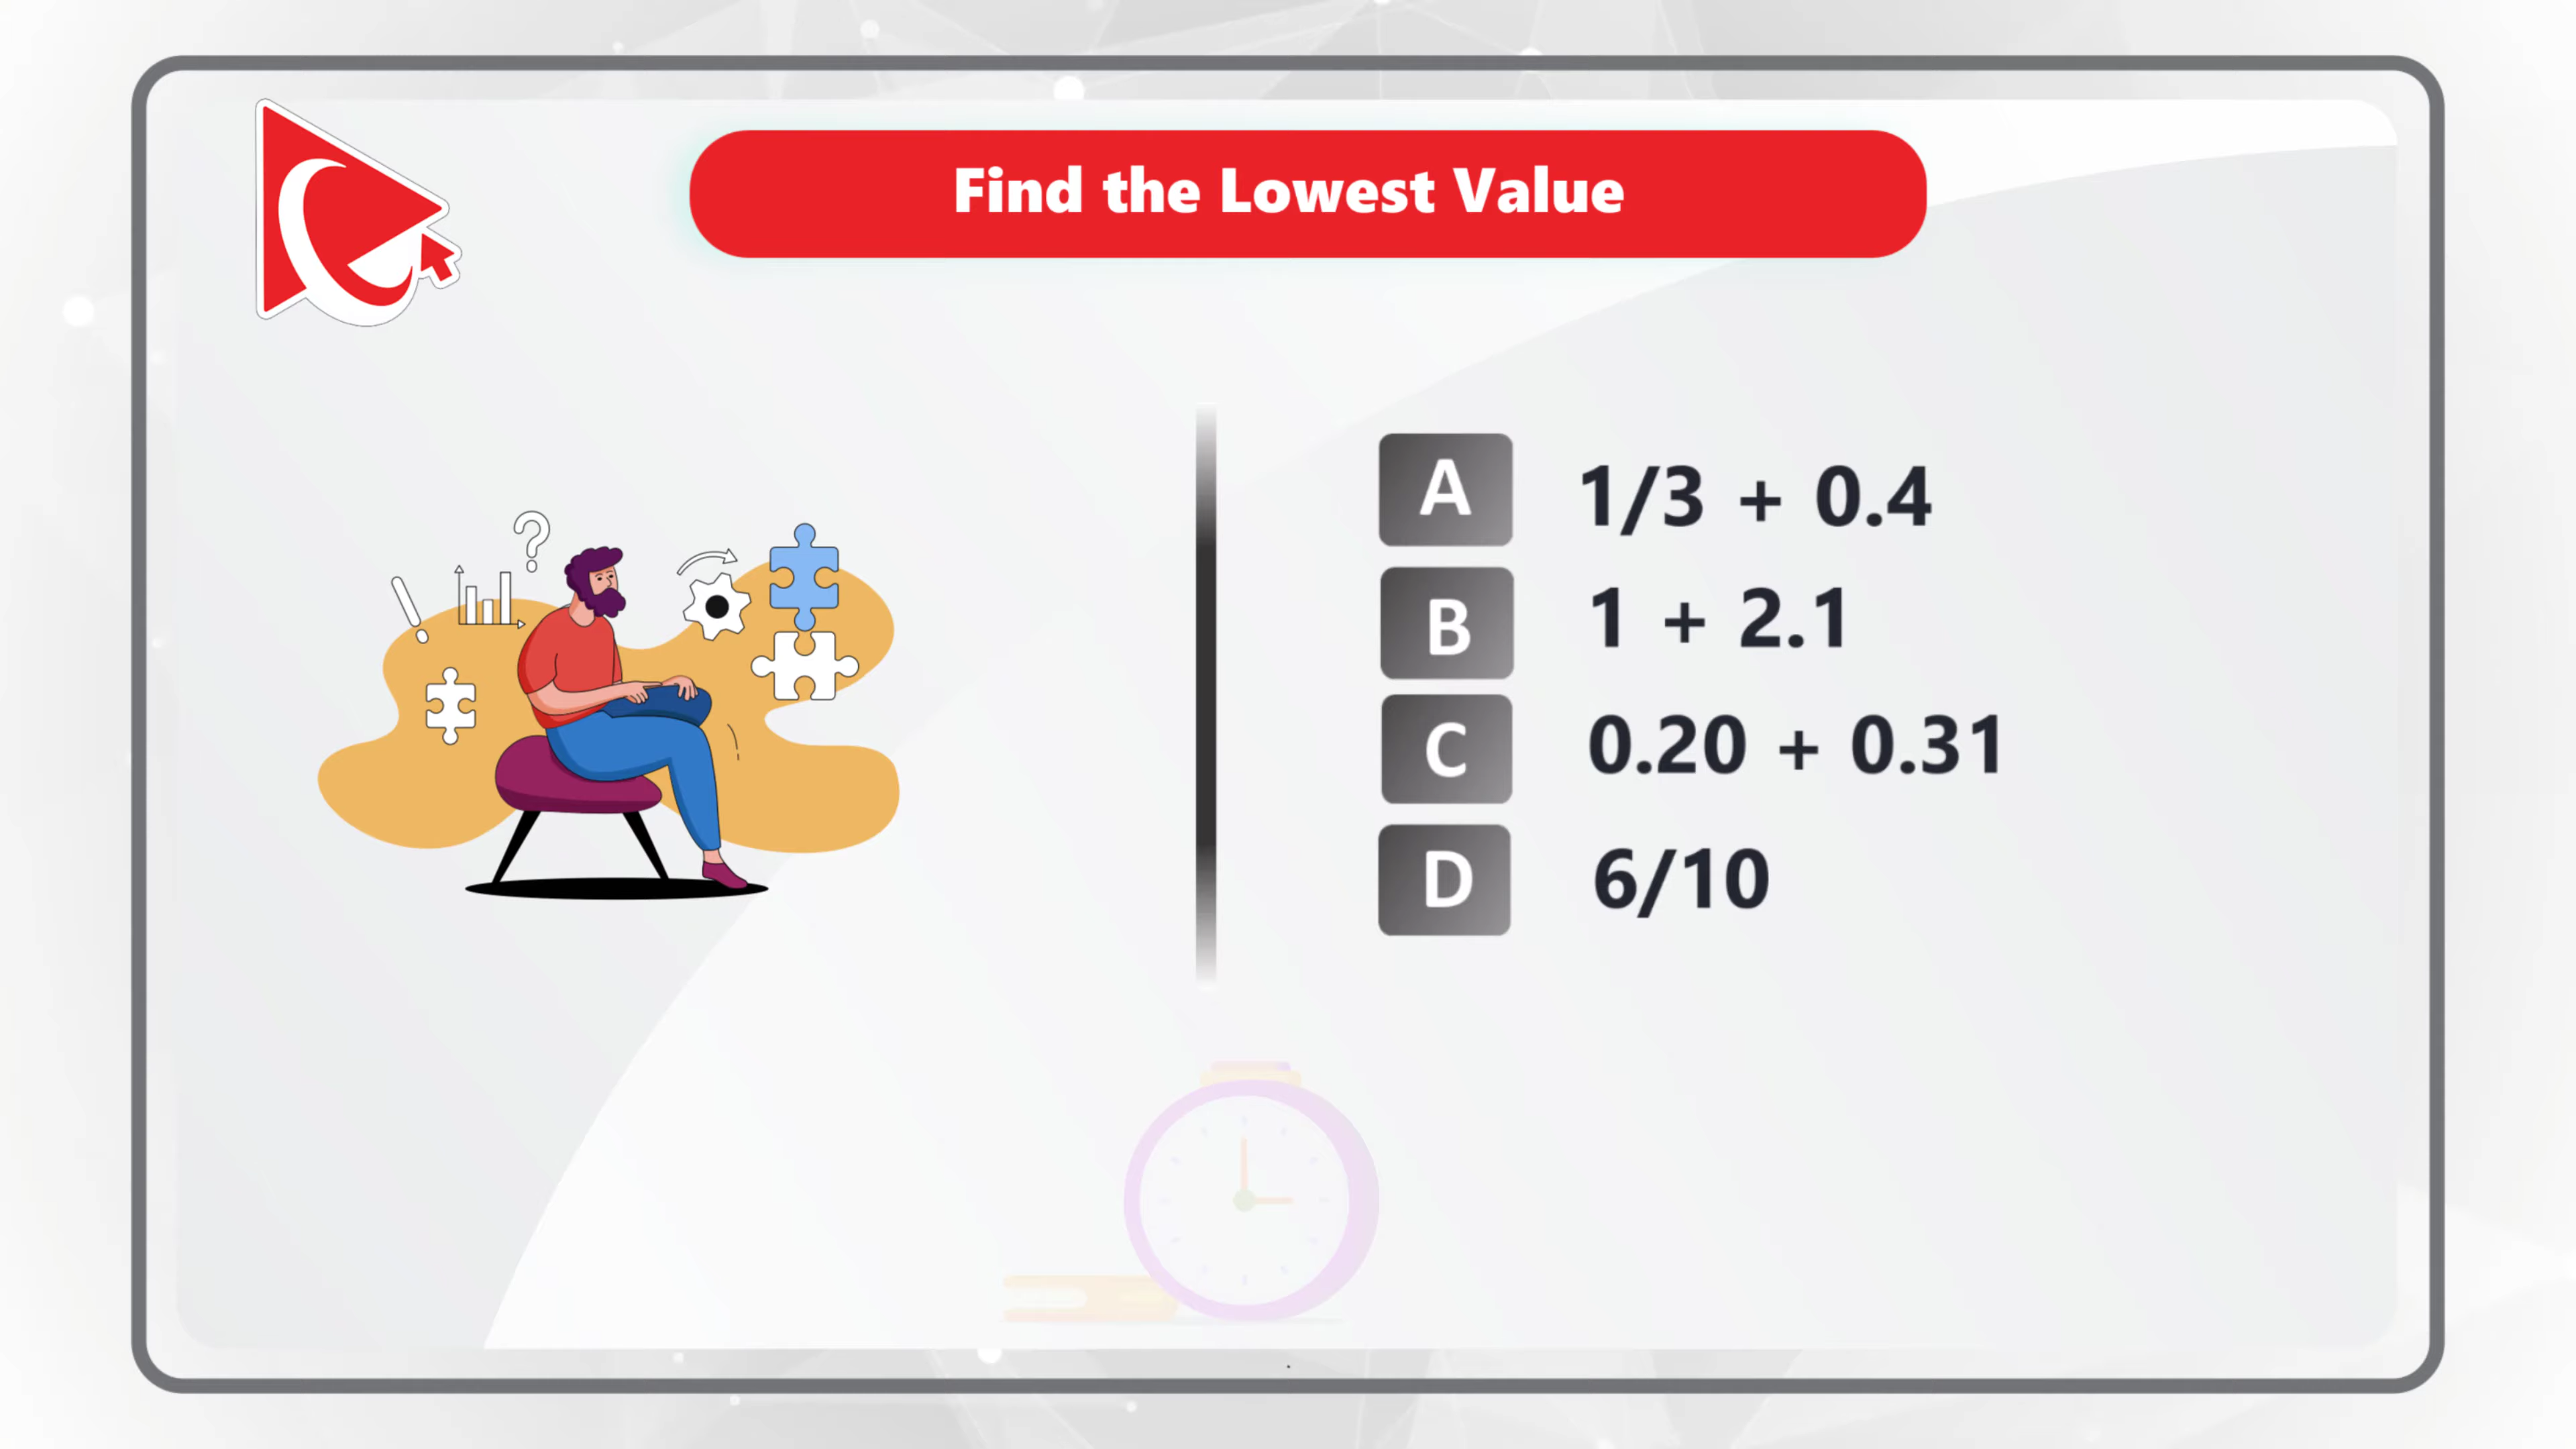 Find the Lowest Value
A 1/3 + 0.4
B 1 + 2.1
C 0.20 + 0.31
D 6/10